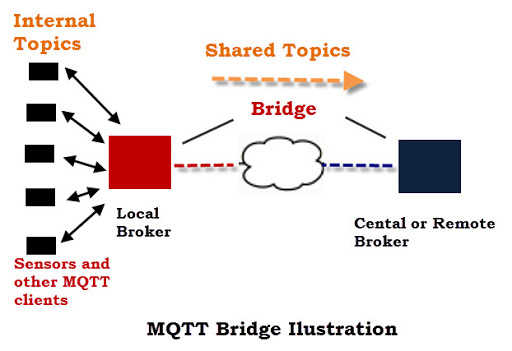 Internal
Topics
Shared Topics
Bridge
Local
Broker
Cental or Remote
Broker
Sensors and
other MQTT
clients
MQTT Bridge Ilustration